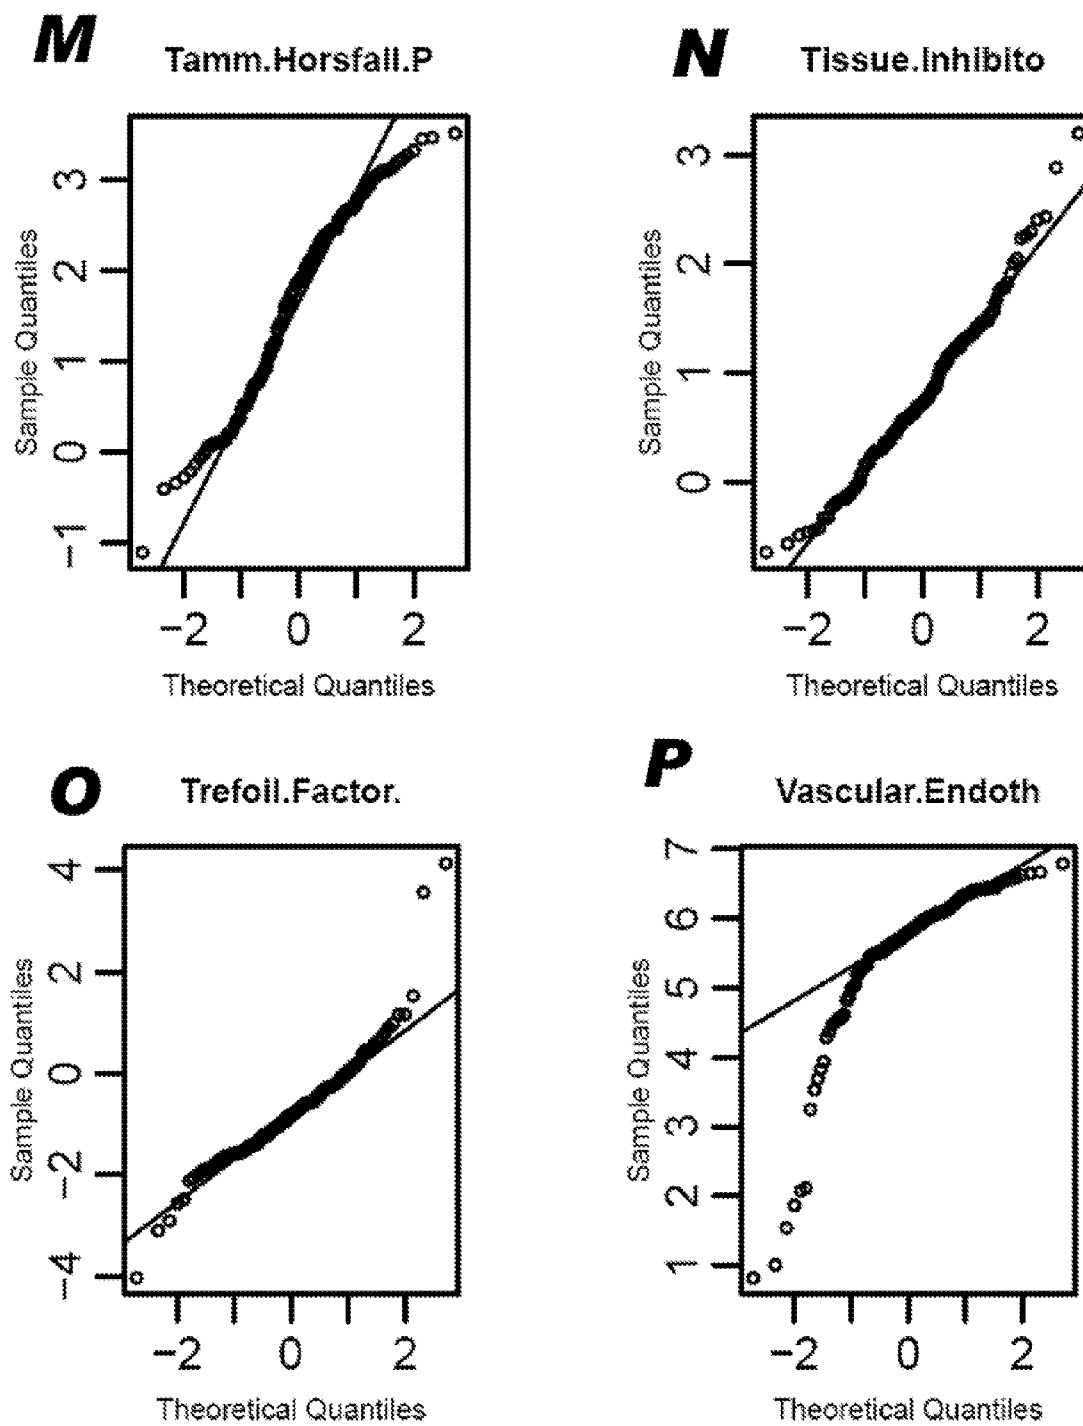 M Tamm.Horsfall.P
Sample Quantiles
3
2
1
0
−1
−2 0 2
Theoretical Quantiles
N Tissue.Inhibito
Sample Quantiles
3
2
1
0
−2 0 2
Theoretical Quantiles
O Trefoil.Factor.
Sample Quantiles
4
2
0
−2
−4
−2 0 2
Theoretical Quantiles
P Vascular.Endoth
Sample Quantiles
7
6
5
4
3
2
1
−2 0 2
Theoretical Quantiles